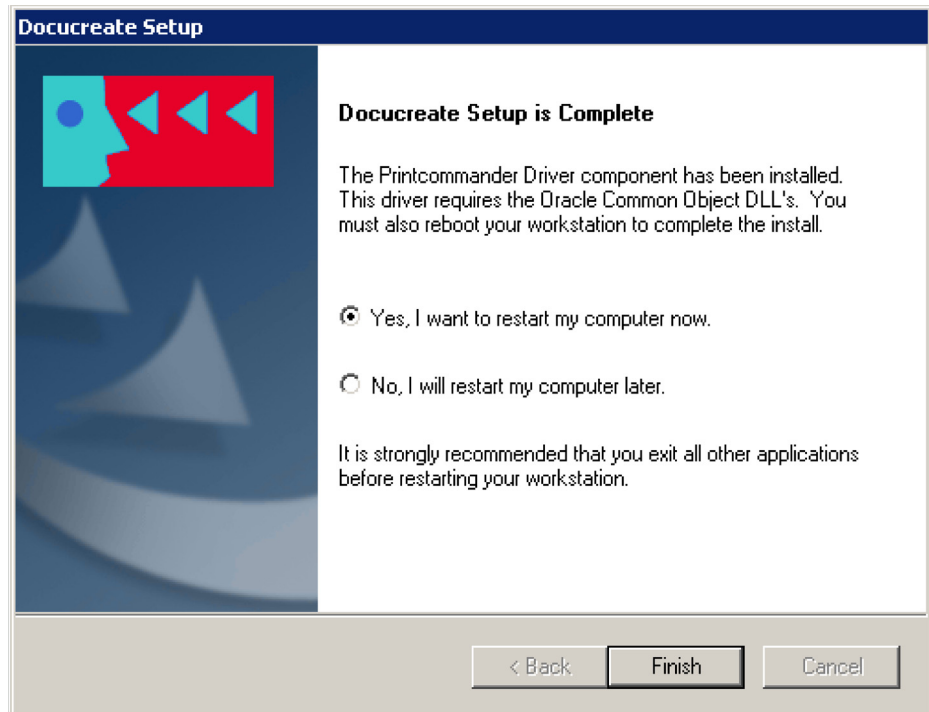 Docucreate Setup
Docucreate Setup is Complete
The Printcommander Driver component has been installed.
This driver requires the Oracle Common Object DLL's.  You
must also reboot your workstation to complete the install.
Yes, I want to restart my computer now.
No, I will restart my computer later.
It is strongly recommended that you exit all other applications
before restarting your workstation.
< Back
Finish
Cancel